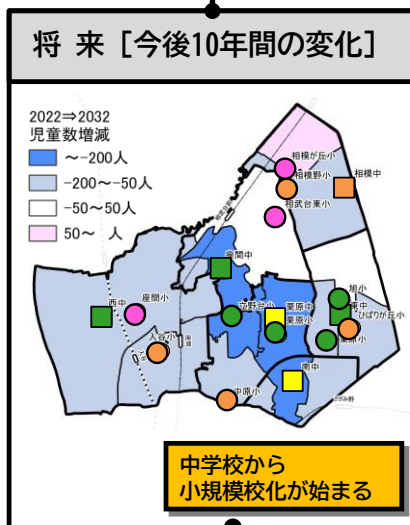 将 来 [今後10年間の変化]
2022⇒2032
児童数増減
～-200人
-200～-50人
-50～50人
50～ 人
相模が丘小
相模野小
相模中
相武台東小
座間中
西中
座間小
立野台小
栗原中
栗原小
旭小
東中
ひばりが丘小
入谷小
中原小
南中
中学校から
小規模校化が始まる